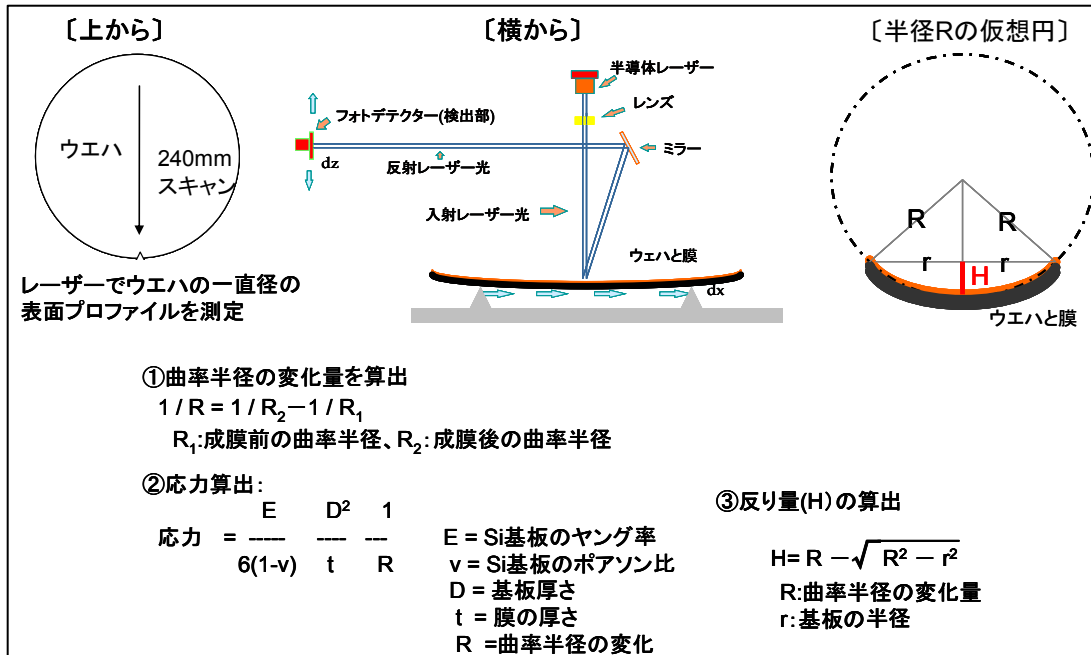 〔上から〕
ウエハ
240mm
スキャン
レーザーでウエハの一直径の
表面プロファイルを測定
〔横から〕
半導体レーザー
レンズ
フォトデテクター(検出部)
ミラー
dz
反射レーザー光
入射レーザー光
ウェハと膜
dx
〔半径Rの仮想円〕
R R
r r
H
ウエハと膜
①曲率半径の変化量を算出
1 / R = 1 / R₂－1 / R₁
R₁:成膜前の曲率半径、R₂: 成膜後の曲率半径
②応力算出:
E D² 1
応力 = ----- ---- ---
6(1-v) t R
E = Si基板のヤング率
v = Si基板のポアソン比
D = 基板厚さ
t = 膜の厚さ
R =曲率半径の変化
③反り量(H)の算出
H= R －√ R² － r²
R:曲率半径の変化量
r:基板の半径